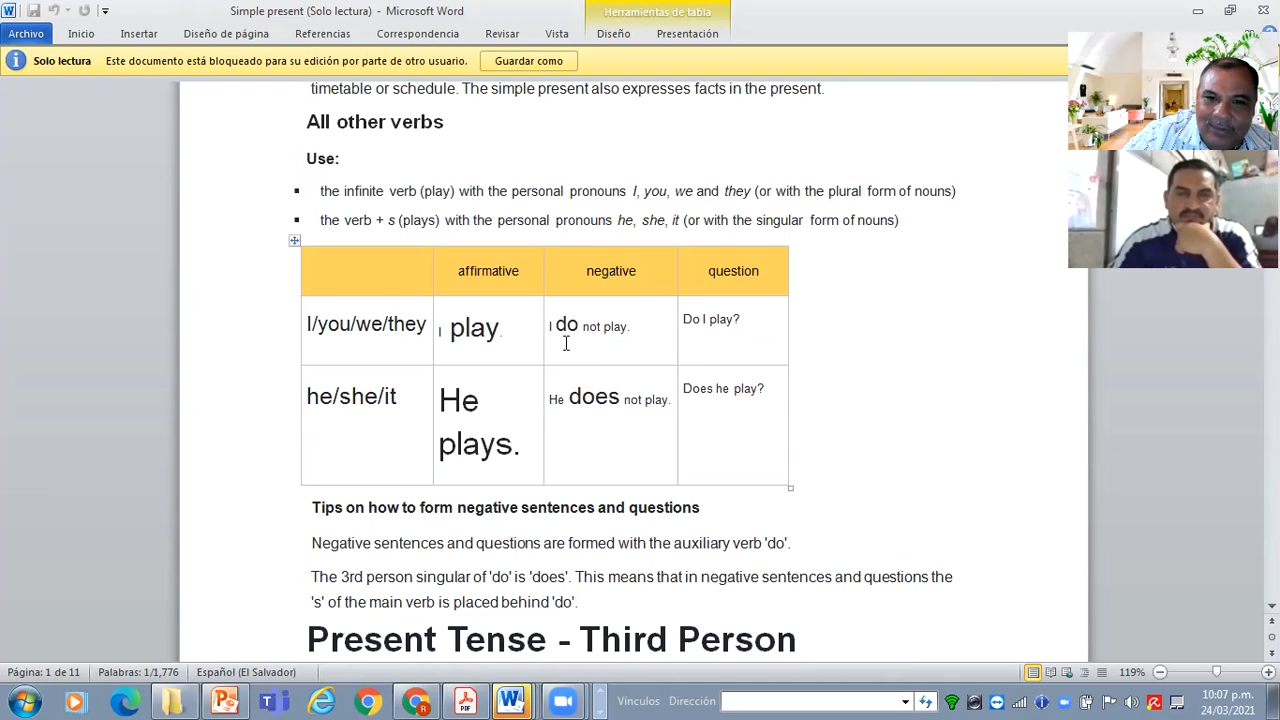 Simple present (Solo lectura) - Microsoft Word
Herramientas de tabla
Archivo
Inicio
Insertar
Diseño de página
Referencias
Correspondencia
Revisar
Vista
Diseño
Presentación
Solo lectura
Este documento está bloqueado para su edición por parte de otro usuario.
Guardar como
timetable or schedule. The simple present also expresses facts in the present.
All other verbs
Use:
▪ the infinite verb (play) with the personal pronouns I, you, we and they (or with the plural form of nouns)
▪ the verb + s (plays) with the personal pronouns he, she, it (or with the singular form of nouns)
affirmative negative question
I/you/we/they I play. I do not play. Do I play?
he/she/it He plays. He does not play. Does he play?
Tips on how to form negative sentences and questions
Negative sentences and questions are formed with the auxiliary verb 'do'.
The 3rd person singular of 'do' is 'does'. This means that in negative sentences and questions the
's' of the main verb is placed behind 'do'.
Present Tense - Third Person
Página: 1 de 11
Palabras: 1/1,776
Español (El Salvador)
119%
Vínculos
Dirección
10:07 p.m.
24/03/2021